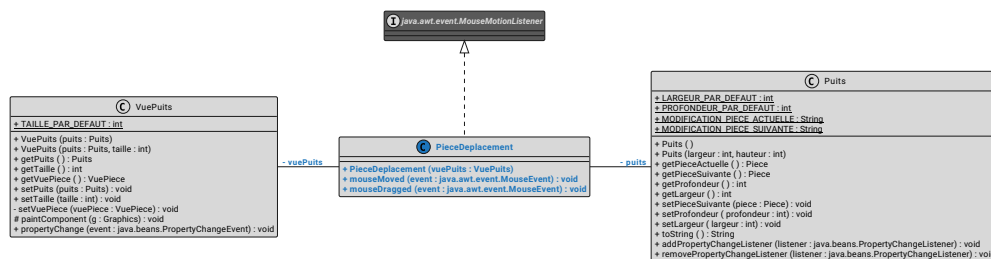 I java.awt.event.MouseMotionListener
C VuePuits
+ TAILLE_PAR_DEFAUT : int
+ VuePuits (puits : Puits)
+ VuePuits (puits : Puits, taille : int)
+ getPuits ( ) : Puits
+ getTaille ( ) : int
+ getVuePiece ( ) : VuePiece
+ setPuits (puits : Puits) : void
+ setTaille (taille : int) : void
- setVuePiece (vuePiece : VuePiece) : void
# paintComponent (g : Graphics) : void
+ propertyChange (event : java.beans.PropertyChangeEvent) : void
- vuePuits
C PieceDeplacement
+ PieceDeplacement (vuePuits : VuePuits)
+ mouseMoved (event : java.awt.event.MouseEvent) : void
+ mouseDragged (event : java.awt.event.MouseEvent) : void
- puits
C Puits
+ LARGEUR_PAR_DEFAUT : int
+ PROFONDEUR_PAR_DEFAUT : int
+ MODIFICATION_PIECE_ACTUELLE : String
+ MODIFICATION_PIECE_SUIVANTE : String
+ Puits ( )
+ Puits (largeur : int, hauteur : int)
+ getPieceActuelle ( ) : Piece
+ getPieceSuivante ( ) : Piece
+ getProfondeur ( ) : int
+ getLargeur ( ) : int
+ setPieceSuivante (piece : Piece) : void
+ setProfondeur ( profondeur : int) : void
+ setLargeur ( largeur : int) : void
+ toString ( ) : String
+ addPropertyChangeListener (listener : java.beans.PropertyChangeListener) : void
+ removePropertyChangeListener (listener : java.beans.PropertyChangeListener) : voi